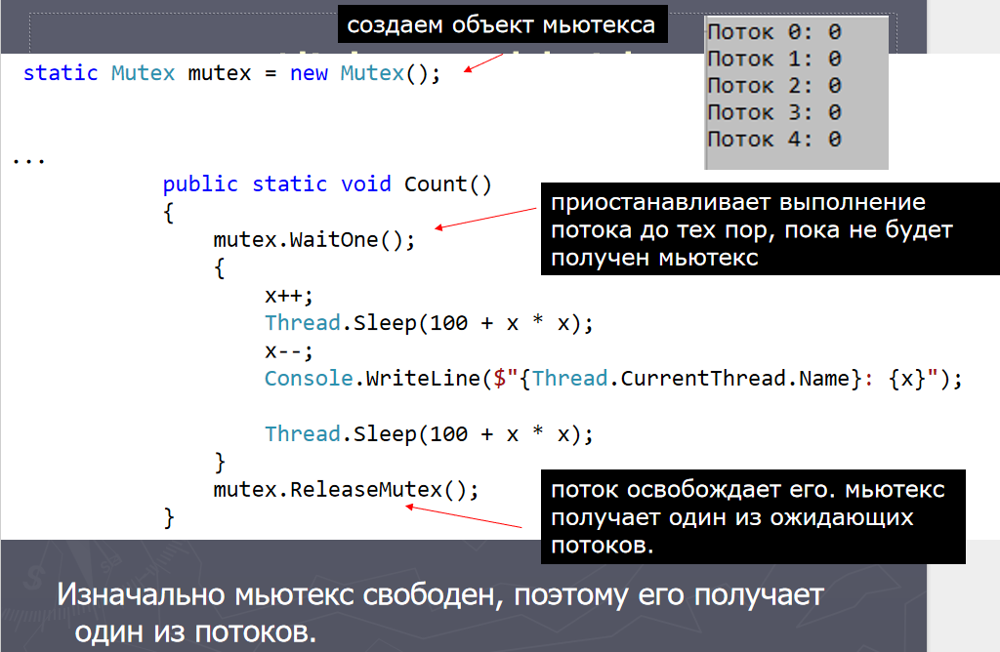 создаем объект мьютекса
Поток 0: 0
Поток 1: 0
Поток 2: 0
Поток 3: 0
Поток 4: 0
static Mutex mutex = new Mutex();
...
public static void Count()
{
mutex.WaitOne();
приостанавливает выполнение
потока до тех пор, пока не будет
получен мьютекс
{
x++;
Thread.Sleep(100 + x * x);
x--;
Console.WriteLine($"{Thread.CurrentThread.Name}: {x}");
Thread.Sleep(100 + x * x);
}
mutex.ReleaseMutex();
поток освобождает его. мьютекс
получает один из ожидающих
потоков.
}
Изначально мьютекс свободен, поэтому его получает
один из потоков.